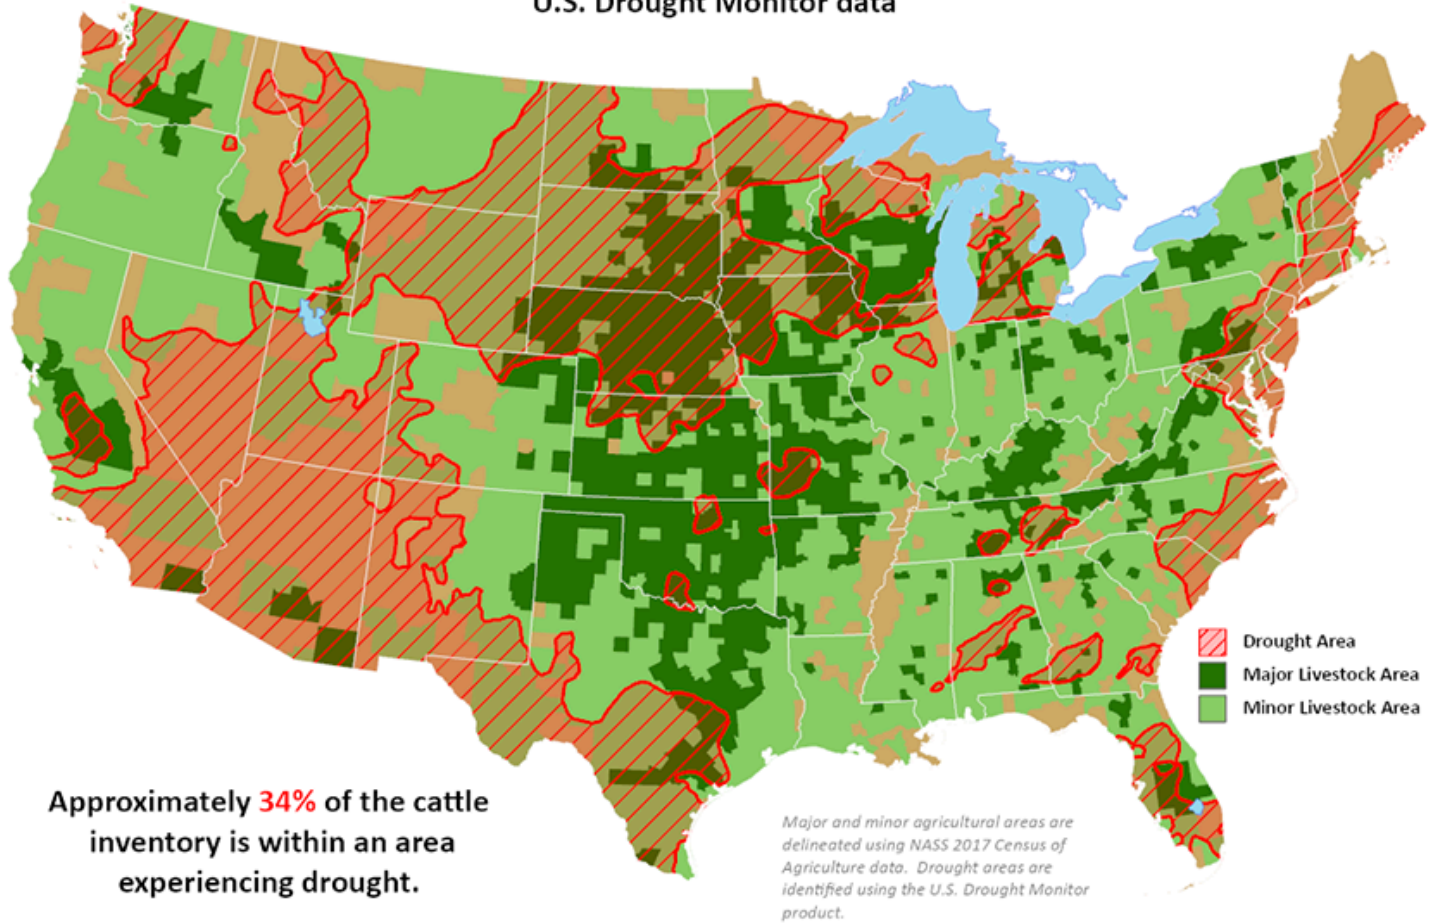 U.S. Drought Monitor data
Drought Area
Major Livestock Area
Minor Livestock Area
Approximately 34% of the cattle
inventory is within an area
experiencing drought.
Major and minor agricultural areas are
delineated using NASS 2017 Census of
Agriculture data.  Drought areas are
identified using the U.S. Drought Monitor
product.